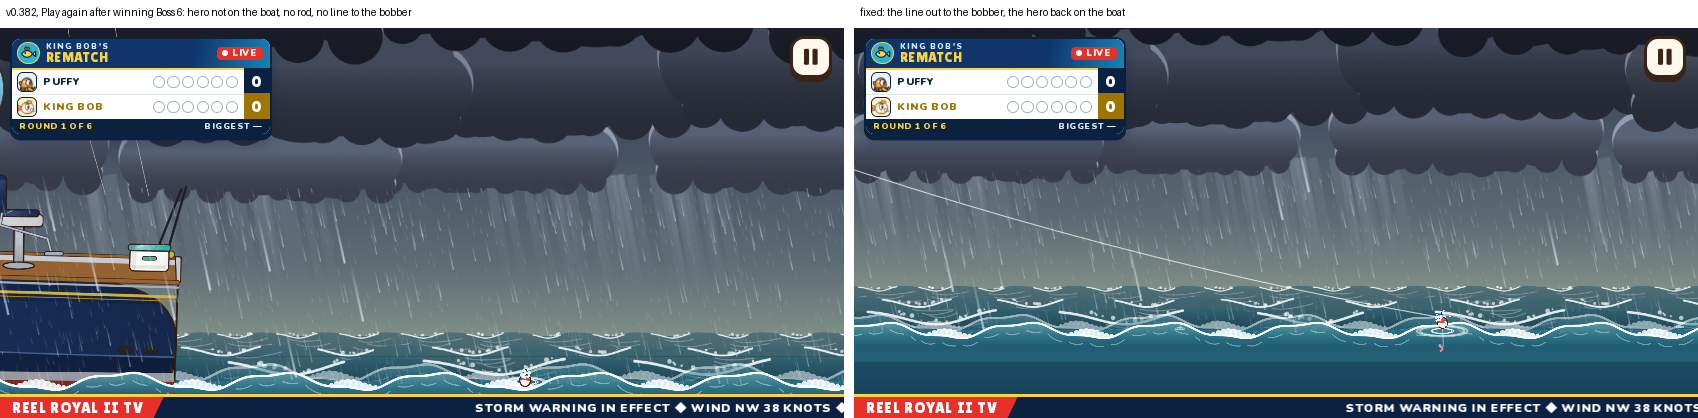 v0.382, Play again after winning Boss 6: hero not on the boat, no rod, no line to the bobber
KING BOB'S
REMATCH
LIVE
PUFFY 0
KING BOB 0
ROUND 1 OF 6 BIGGEST —
REEL ROYAL II TV
STORM WARNING IN EFFECT ◆ WIND NW 38 KNOTS ◆
fixed: the line out to the bobber, the hero back on the boat
KING BOB'S
REMATCH
LIVE
PUFFY 0
KING BOB 0
ROUND 1 OF 6 BIGGEST —
REEL ROYAL II TV
STORM WARNING IN EFFECT ◆ WIND NW 38 KNOTS